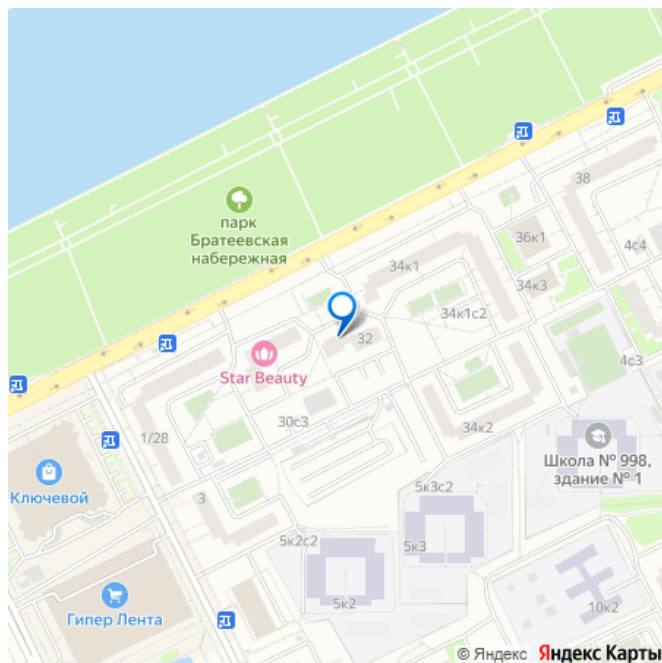 38
парк
Братеевская
набережная
36к1
4с4
34к1
34к3
34к1с2
32
Star Beauty
4с3
30с3
1/28
34к2
Школа № 998,
здание № 1
Ключевой
3
5к3с2
5к2с2
5к3
Гипер Лента
5к2
10к2
© Яндекс Яндекс Карты